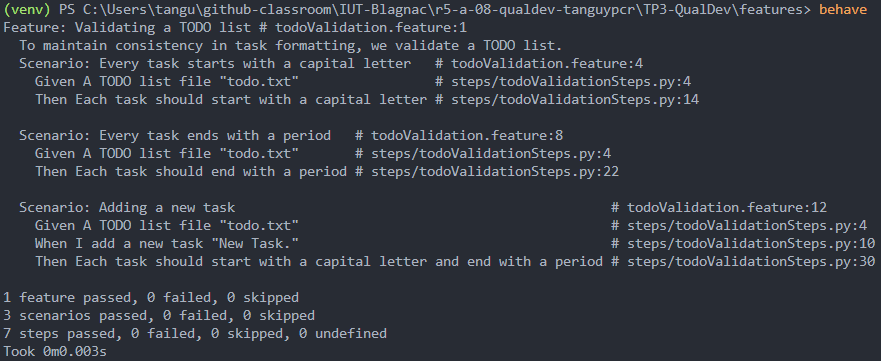 (venv) PS C:\Users\tangu\github-classroom\IUT-Blagnac\r5-a-08-qualdev-tanguypcr\TP3-QualDev\features> behave
Feature: Validating a TODO list # todoValidation.feature:1
  To maintain consistency in task formatting, we validate a TODO list.
  Scenario: Every task starts with a capital letter   # todoValidation.feature:4
    Given A TODO list file "todo.txt"                 # steps/todoValidationSteps.py:4
    Then Each task should start with a capital letter # steps/todoValidationSteps.py:14

  Scenario: Every task ends with a period   # todoValidation.feature:8
    Given A TODO list file "todo.txt"       # steps/todoValidationSteps.py:4
    Then Each task should end with a period # steps/todoValidationSteps.py:22

  Scenario: Adding a new task                                               # todoValidation.feature:12
    Given A TODO list file "todo.txt"                                       # steps/todoValidationSteps.py:4
    When I add a new task "New Task."                                       # steps/todoValidationSteps.py:10
    Then Each task should start with a capital letter and end with a period # steps/todoValidationSteps.py:30

1 feature passed, 0 failed, 0 skipped
3 scenarios passed, 0 failed, 0 skipped
7 steps passed, 0 failed, 0 skipped, 0 undefined
Took 0m0.003s